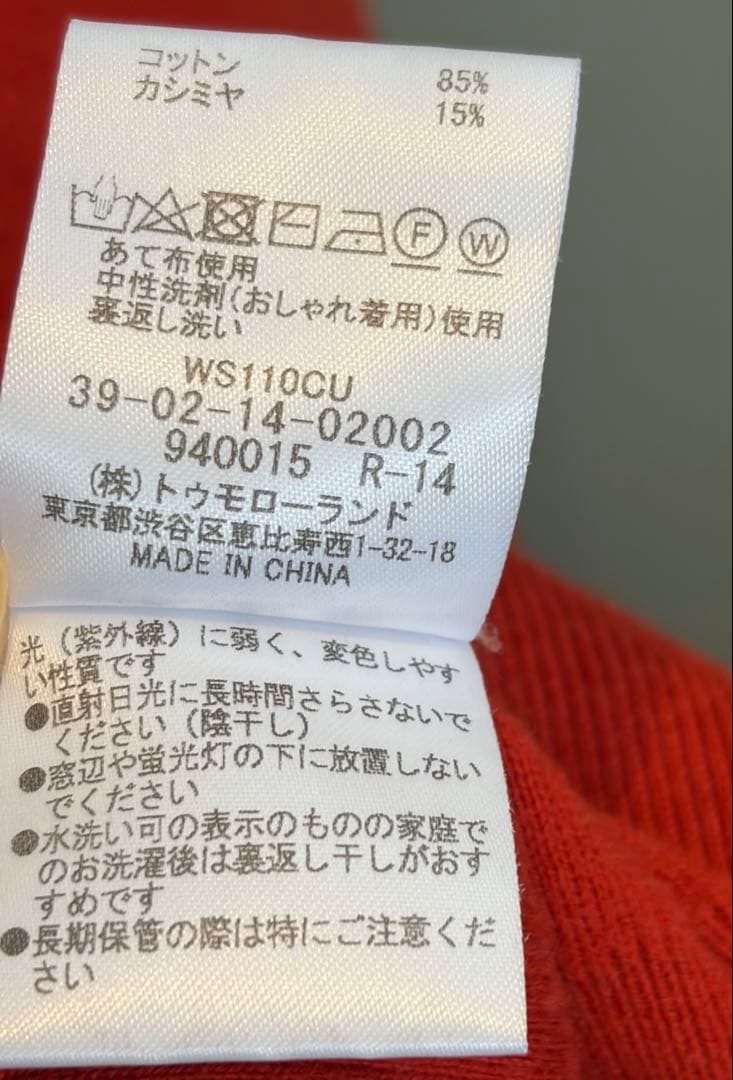 コットン 85%
カシミヤ 15%
F W
あて布使用
中性洗剤(おしゃれ着用)使用
裏返し洗い
WS110CU
39-02-14-02002
940015 R-14
(株)トゥモローランド
東京都渋谷区恵比寿西1-32-18
MADE IN CHINA
光（紫外線）に弱く、変色しやす
い性質です
●直射日光に長時間さらさないで
ください（陰干し）
●窓辺や蛍光灯の下に放置しない
でください
●水洗い可の表示のものの家庭で
のお洗濯後は裏返し干しがおす
すめです
●長期保管の際は特にご注意くだ
さい